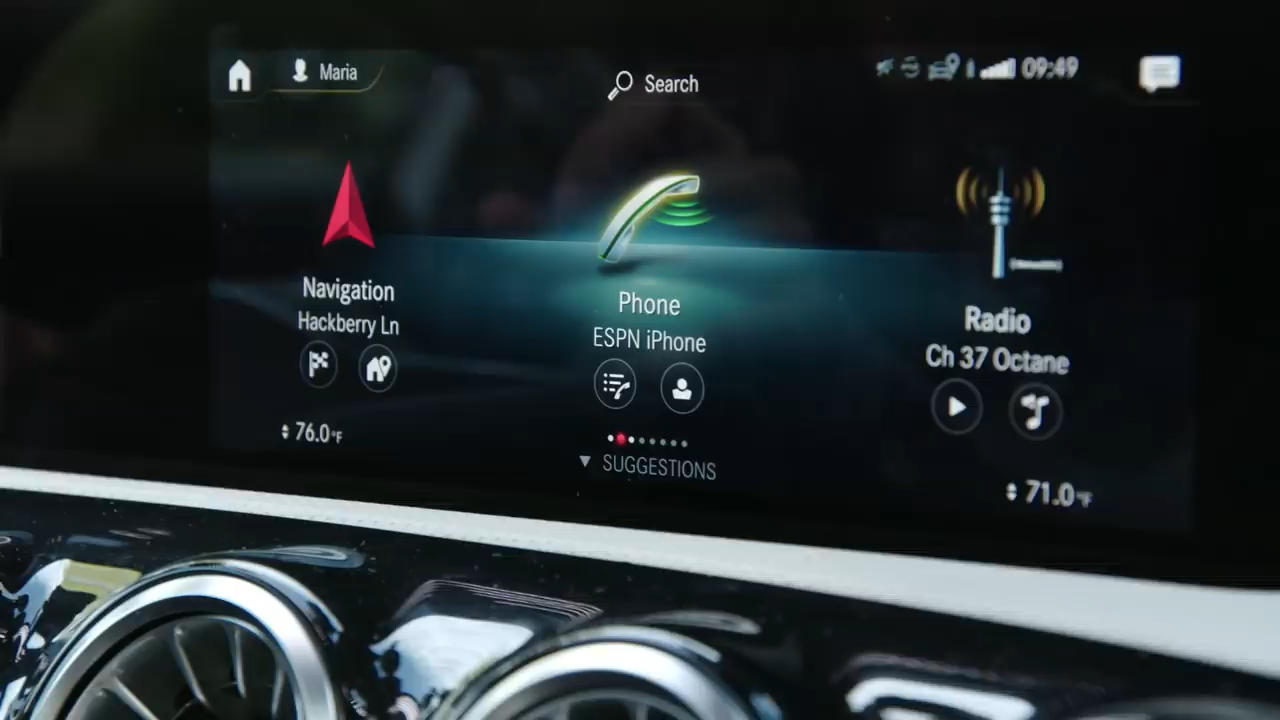 Maria
Search
09:49
Navigation
Hackberry Ln
Phone
ESPN iPhone
Radio
Ch 37 Octane
76.0°F
SUGGESTIONS
71.0°F